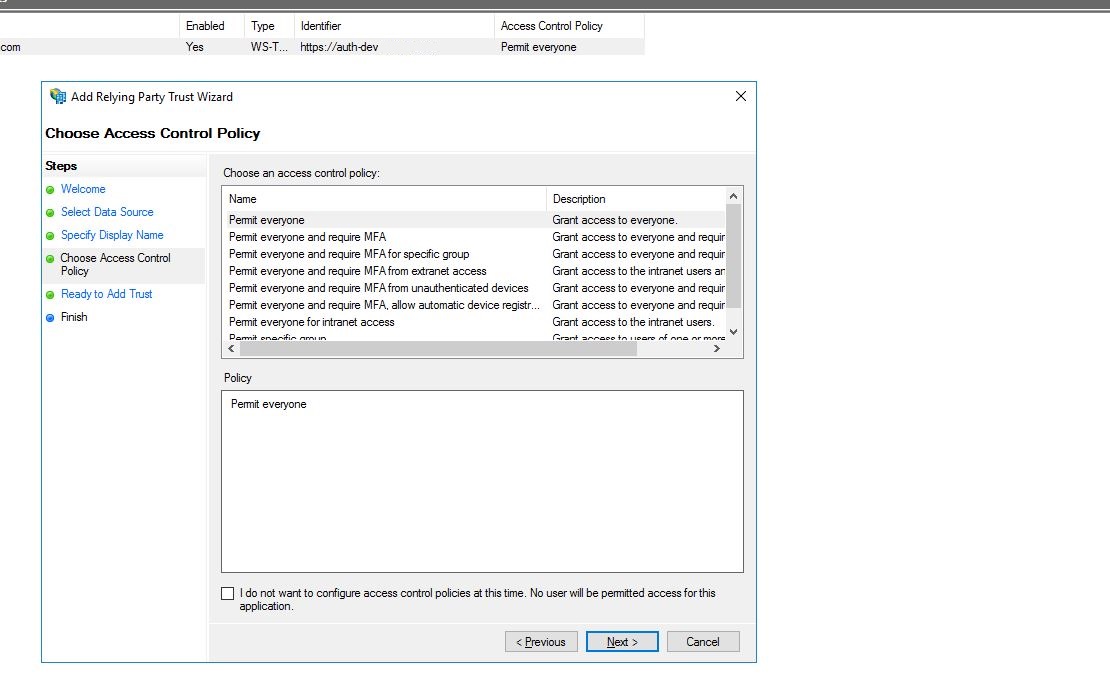 Enabled Type Identifier Access Control Policy
com Yes WS-T... https://auth-dev Permit everyone
Add Relying Party Trust Wizard
Choose Access Control Policy
Steps
Welcome
Select Data Source
Specify Display Name
Choose Access Control
Policy
Ready to Add Trust
Finish
Choose an access control policy:
Name Description
Permit everyone Grant access to everyone.
Permit everyone and require MFA Grant access to everyone and requir
Permit everyone and require MFA for specific group Grant access to everyone and requir
Permit everyone and require MFA from extranet access Grant access to the intranet users an
Permit everyone and require MFA from unauthenticated devices Grant access to everyone and requir
Permit everyone and require MFA, allow automatic device registr... Grant access to everyone and requir
Permit everyone for intranet access Grant access to the intranet users.
Permit specific group Grant access to users of one or more
Policy
Permit everyone
I do not want to configure access control policies at this time. No user will be permitted access for this
application.
< Previous Next > Cancel